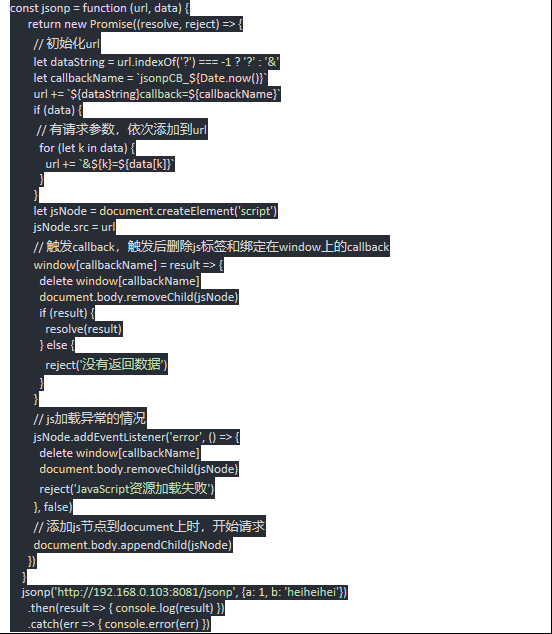 const jsonp = function (url, data) {
return new Promise((resolve, reject) => {
// 初始化url
let dataString = url.indexOf('?') === -1 ? '?' : '&'
let callbackName = `jsonpCB_${Date.now()}`
url += `${dataString}callback=${callbackName}`
if (data) {
// 有请求参数，依次添加到url
for (let k in data) {
url += `&${k}=${data[k]}`
}
}
let jsNode = document.createElement('script')
jsNode.src = url
// 触发callback，触发后删除js标签和绑定在window上的callback
window[callbackName] = result => {
delete window[callbackName]
document.body.removeChild(jsNode)
if (result) {
resolve(result)
} else {
reject('没有返回数据')
}
}
// js加载异常的情况
jsNode.addEventListener('error', () => {
delete window[callbackName]
document.body.removeChild(jsNode)
reject('JavaScript资源加载失败')
}, false)
// 添加js节点到document上时，开始请求
document.body.appendChild(jsNode)
})
}
jsonp('http://192.168.0.103:8081/jsonp', {a: 1, b: 'heiheihei'})
.then(result => { console.log(result) })
.catch(err => { console.error(err) })